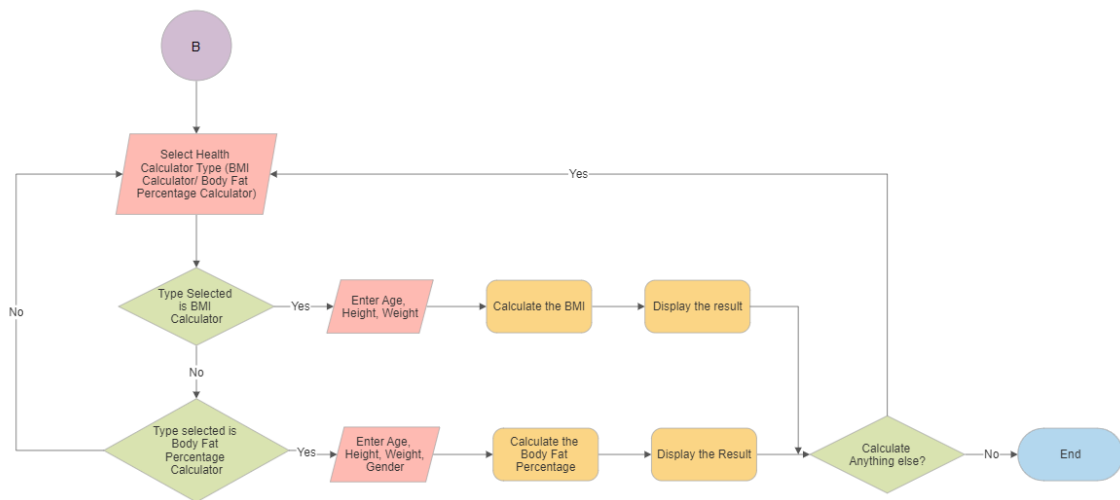 B
Select Health
Calculator Type (BMI
Calculator/ Body Fat
Percentage Calculator)
Yes
No
Type Selected
is BMI
Calculator
Yes
Enter Age,
Height, Weight
Calculate the BMI
Display the result
No
Type selected is
Body Fat
Percentage
Calculator
Yes
Enter Age,
Height, Weight,
Gender
Calculate the
Body Fat
Percentage
Display the Result
Calculate
Anything else?
No
End